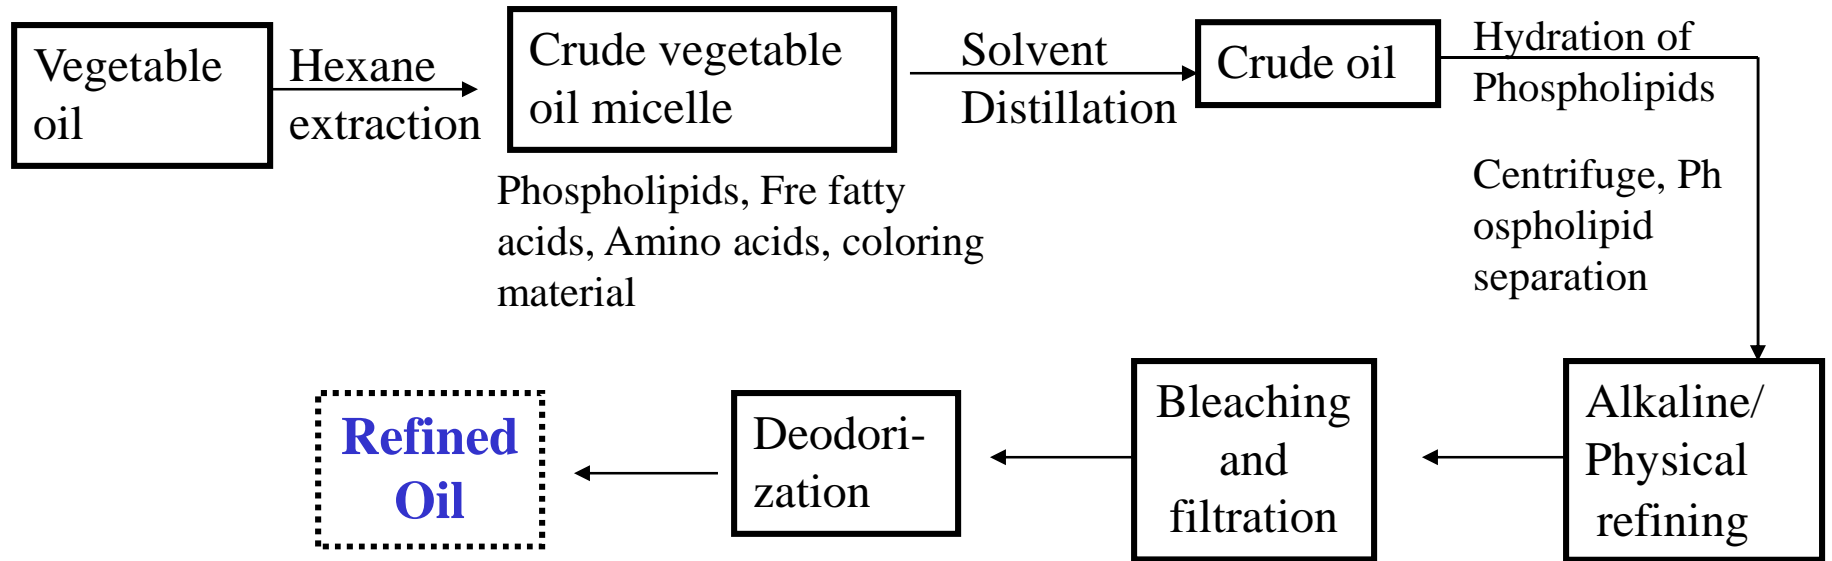 Vegetable
oil
Hexane
extraction
Crude vegetable
oil micelle
Phospholipids, Fre fatty
acids, Amino acids, coloring
material
Solvent
Distillation
Crude oil
Hydration of
Phospholipids
Centrifuge, Ph
ospholipid
separation
Alkaline/
Physical
refining
Bleaching
and
filtration
Deodori-
zation
Refined
Oil